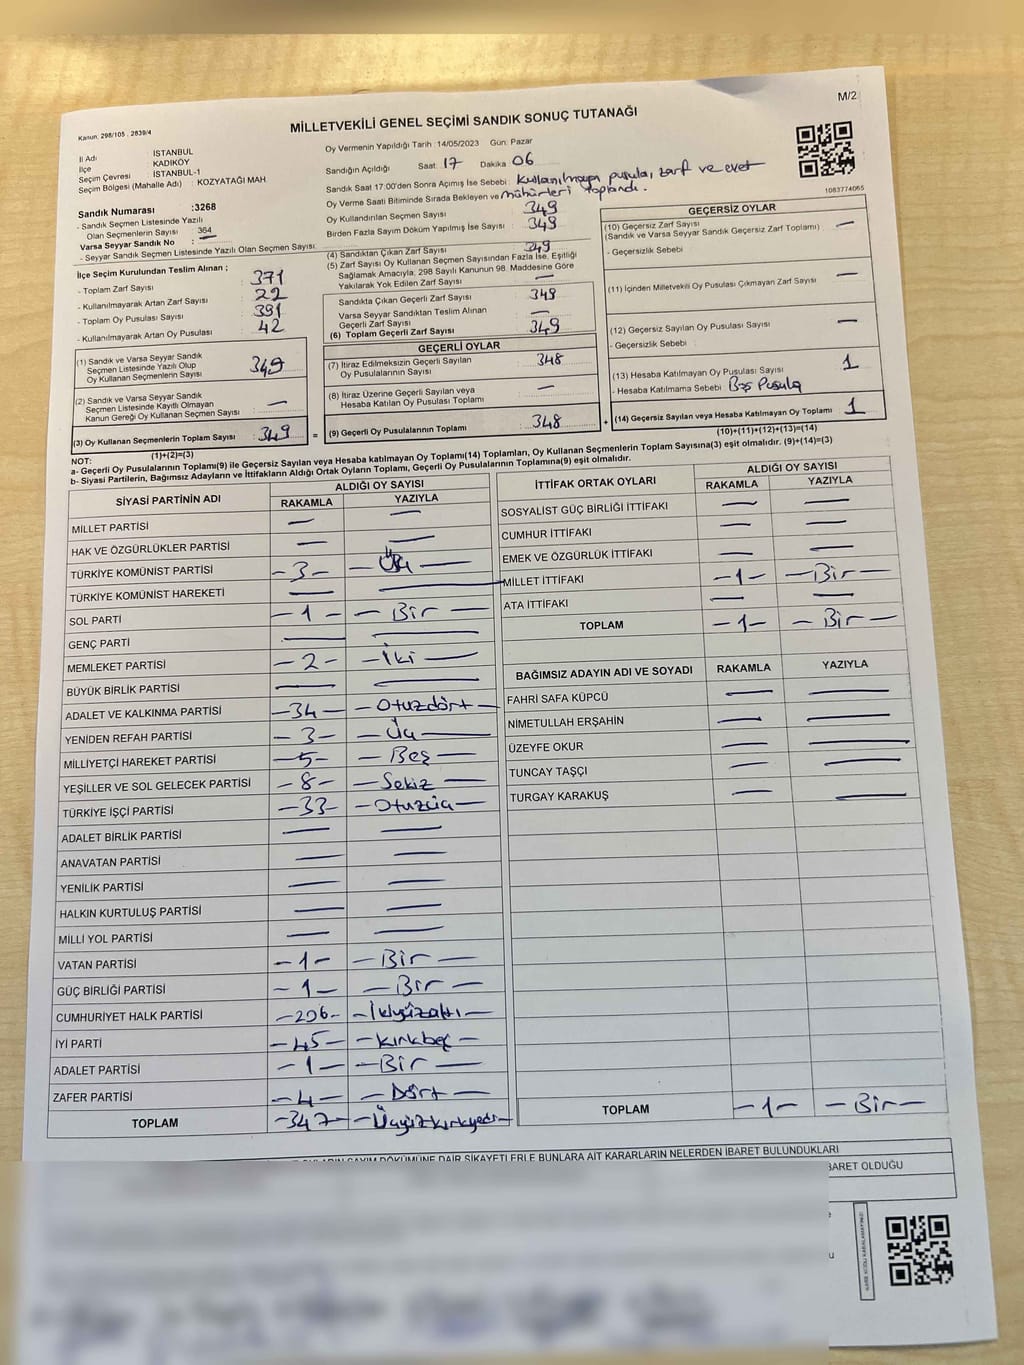 M/2
Kanun, 298/105 , 2839/4
MİLLETVEKİLİ GENEL SEÇİMİ SANDIK SONUÇ TUTANAĞI
İl Adı : İSTANBUL
İlçe : KADIKÖY
Seçim Çevresi : İSTANBUL-1
Seçim Bölgesi (Mahalle Adı) : KOZYATAĞI MAH
Oy Vermenin Yapıldığı Tarih :14/05/2023 Gün: Pazar
Sandığın Açıldığı Saat: 17 Dakika 06
Sandık Saat 17:00'den Sonra Açımış İse Sebebi: Kullanılmayan pusula, zarf ve evet
mühürleri toplandı.
1083774065
Sandık Numarası :3268
- Sandık Seçmen Listesinde Yazılı
Olan Seçmenlerin Sayısı 364
Varsa Seyyar Sandık No : —
- Seyyar Sandık Seçmen Listesinde Yazılı Olan Seçmen Sayısı
Oy Verme Saati Bitiminde Sırada Bekleyen ve
Oy Kullandırılan Seçmen Sayısı 349
Birden Fazla Sayım Döküm Yapılmış İse Sayısı 349
İlçe Seçim Kurulundan Teslim Alınan ;
- Toplam Zarf Sayısı 371
- Kullanılmayarak Artan Zarf Sayısı 22
- Toplam Oy Pusulası Sayısı 391
- Kullanılmayarak Artan Oy Pusulası 42
(1) Sandık ve Varsa Seyyar Sandık
Seçmen Listesinde Yazılı Olup
Oy Kullanan Seçmenlerin Sayısı 349
(2) Sandık ve Varsa Seyyar Sandık
Seçmen Listesinde Kayıtlı Olmayan
Kanun Gereği Oy Kullanan Seçmen Sayısı —
(3) Oy Kullanan Seçmenlerin Toplam Sayısı : 349
(1)+(2)=(3)
(4) Sandıktan Çıkan Zarf Sayısı 349
(5) Zarf Sayısı Oy Kullanan Seçmen Sayısından Fazla İse, Eşitliği
Sağlamak Amacıyla, 298 Sayılı Kanunun 98. Maddesine Göre
Yakılarak Yok Edilen Zarf Sayısı —
Sandıkta Çıkan Geçerli Zarf Sayısı 349
Varsa Seyyar Sandıktan Teslim Alınan
Geçerli Zarf Sayısı —
(6) Toplam Geçerli Zarf Sayısı 349
GEÇERLİ OYLAR
(7) İtiraz Edilmeksizin Geçerli Sayılan
Oy Pusulalarının Sayısı 348
(8) İtiraz Üzerine Geçerli Sayılan veya
Hesaba Katılan Oy Pusulası Toplamı —
= (9) Geçerli Oy Pusulalarının Toplamı 348 +
GEÇERSİZ OYLAR
(10) Geçersiz Zarf Sayısı —
(Sandık ve Varsa Seyyar Sandık Geçersiz Zarf Toplamı)
- Geçersizlik Sebebi :
(11) İçinden Milletvekili Oy Pusulası Çıkmayan Zarf Sayısı —
(12) Geçersiz Sayılan Oy Pusulası Sayısı —
- Geçersizlik Sebebi :
(13) Hesaba Katılmayan Oy Pusulası Sayısı 1
- Hesaba Katılmama Sebebi : Boş Pusula
(14) Geçersiz Sayılan veya Hesaba Katılmayan Oy Toplamı 1
(10)+(11)+(12)+(13)=(14)
NOT:
a- Geçerli Oy Pusulalarının Toplamı(9) ile Geçersiz Sayılan veya Hesaba katılmayan Oy Toplamı(14) Toplamları, Oy Kullanan Seçmenlerin Toplam Sayısına(3) eşit olmalıdır. (9)+(14)=(3)
b- Siyasi Partilerin, Bağımsız Adayların ve İttifakların Aldığı Ortak Oyların Toplamı, Geçerli Oy Pusulalarının Toplamına(9) eşit olmalıdır.
SİYASİ PARTİNİN ADI ALDIĞI OY SAYISI
RAKAMLA YAZIYLA
MİLLET PARTİSİ — —
HAK VE ÖZGÜRLÜKLER PARTİSİ — —
TÜRKİYE KOMÜNİST PARTİSİ -3- - Üç -
TÜRKİYE KOMÜNİST HAREKETİ — —
SOL PARTİ -1- - Bir -
GENÇ PARTİ — —
MEMLEKET PARTİSİ -2- - İki -
BÜYÜK BİRLİK PARTİSİ — —
ADALET VE KALKINMA PARTİSİ -34- - Otuzdört -
YENİDEN REFAH PARTİSİ -3- - Üç -
MİLLİYETÇİ HAREKET PARTİSİ -5- - Beş -
YEŞİLLER VE SOL GELECEK PARTİSİ -8- - Sekiz -
TÜRKİYE İŞÇİ PARTİSİ -33- - Otuzüç -
ADALET BİRLİK PARTİSİ — —
ANAVATAN PARTİSİ — —
YENİLİK PARTİSİ — —
HALKIN KURTULUŞ PARTİSİ — —
MİLLİ YOL PARTİSİ — —
VATAN PARTİSİ -1- - Bir -
GÜÇ BİRLİĞİ PARTİSİ -1- - Bir -
CUMHURİYET HALK PARTİSİ -206- - İkiyüzaltı -
İYİ PARTİ -45- - Kırkbeş -
ADALET PARTİSİ -1- - Bir -
ZAFER PARTİSİ -4- - Dört -
TOPLAM -347- - Üçyüzkırkyedi -
İTTİFAK ORTAK OYLARI ALDIĞI OY SAYISI
RAKAMLA YAZIYLA
SOSYALİST GÜÇ BİRLİĞİ İTTİFAKI — —
CUMHUR İTTİFAKI — —
EMEK VE ÖZGÜRLÜK İTTİFAKI — —
MİLLET İTTİFAKI -1- - Bir -
ATA İTTİFAKI — —
TOPLAM -1- - Bir -
BAĞIMSIZ ADAYIN ADI VE SOYADI RAKAMLA YAZIYLA
FAHRİ SAFA KÜPCÜ — —
NİMETULLAH ERŞAHİN — —
ÜZEYFE OKUR — —
TUNCAY TAŞÇI — —
TURGAY KARAKUŞ — —
TOPLAM -1- - Bir -
SAYIM DÖKÜMÜNE DAİR ŞİKAYETLERLE BUNLARA AİT KARARLARIN NELERDEN İBARET BULUNDUKLARI
BARET OLDUĞU